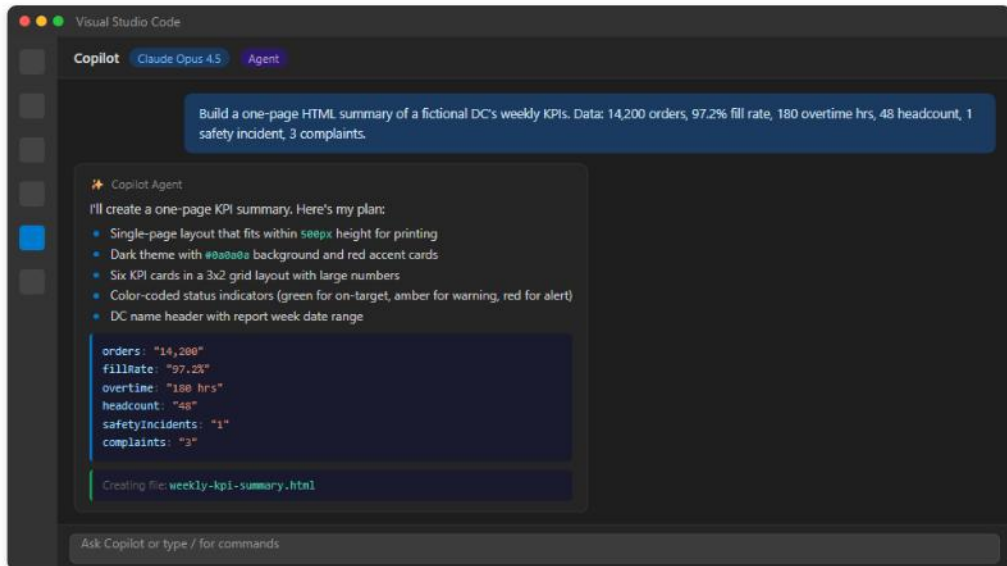 Visual Studio Code
Copilot Claude Opus 4.5 Agent
Build a one-page HTML summary of a fictional DC's weekly KPIs. Data: 14,200 orders, 97.2% fill rate, 180 overtime hrs, 48 headcount, 1
safety incident, 3 complaints.
✨ Copilot Agent
I'll create a one-page KPI summary. Here's my plan:
• Single-page layout that fits within 500px height for printing
• Dark theme with #0a0a0a background and red accent cards
• Six KPI cards in a 3x2 grid layout with large numbers
• Color-coded status indicators (green for on-target, amber for warning, red for alert)
• DC name header with report week date range
orders: "14,200"
fillRate: "97.2%"
overtime: "180 hrs"
headcount: "48"
safetyIncidents: "1"
complaints: "3"
Creating file: weekly-kpi-summary.html
Ask Copilot or type / for commands